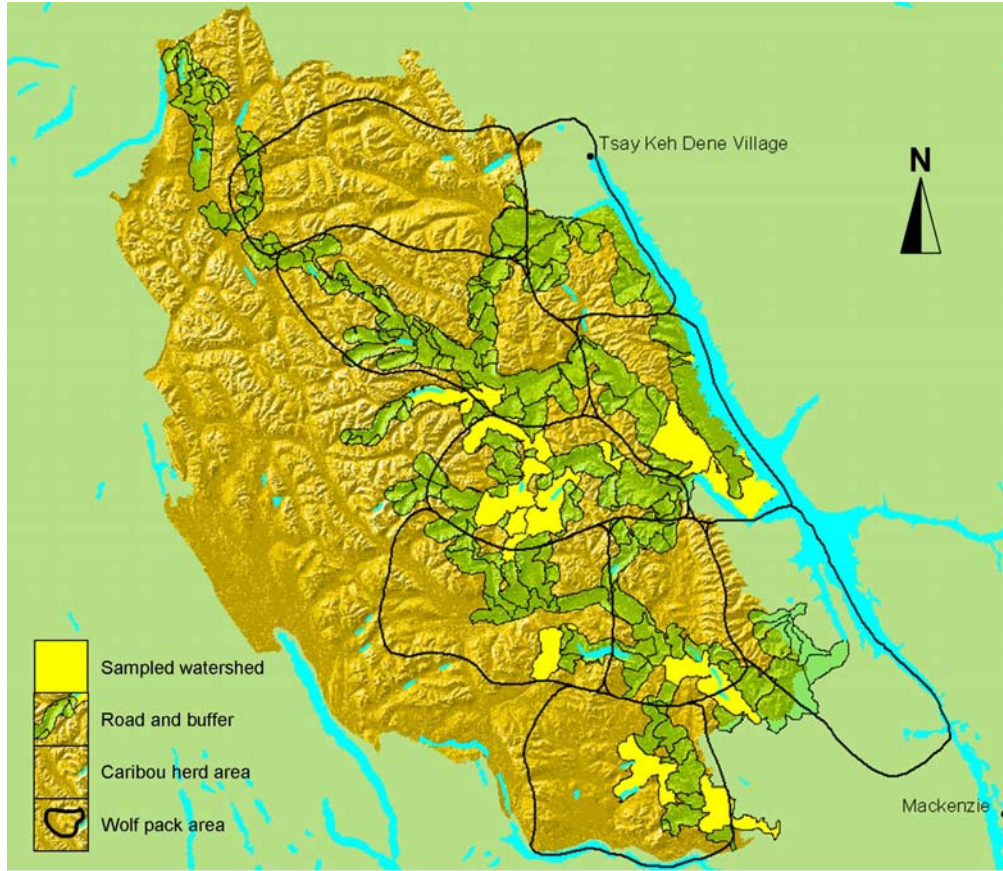 Tsay Keh Dene Village
N
Sampled watershed
Road and buffer
Caribou herd area
Wolf pack area
Mackenzie